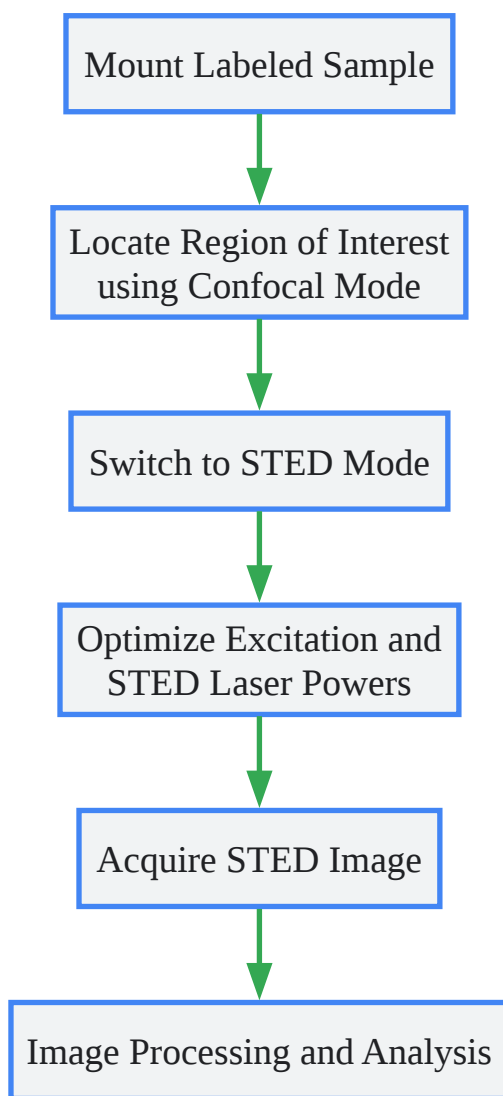 Mount Labeled Sample
Locate Region of Interest
using Confocal Mode
Switch to STED Mode
Optimize Excitation and
STED Laser Powers
Acquire STED Image
Image Processing and Analysis